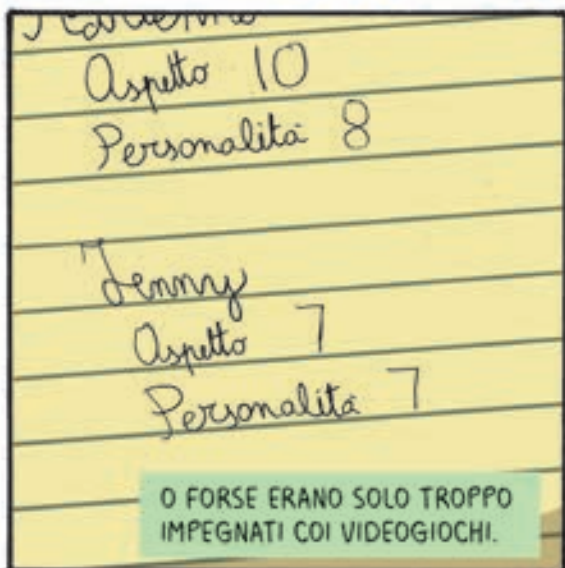 Aspetto 10
Personalità 8
Jenny
Aspetto 7
Personalità 7
O FORSE ERANO SOLO TROPPO
IMPEGNATI COI VIDEOGIOCHI.